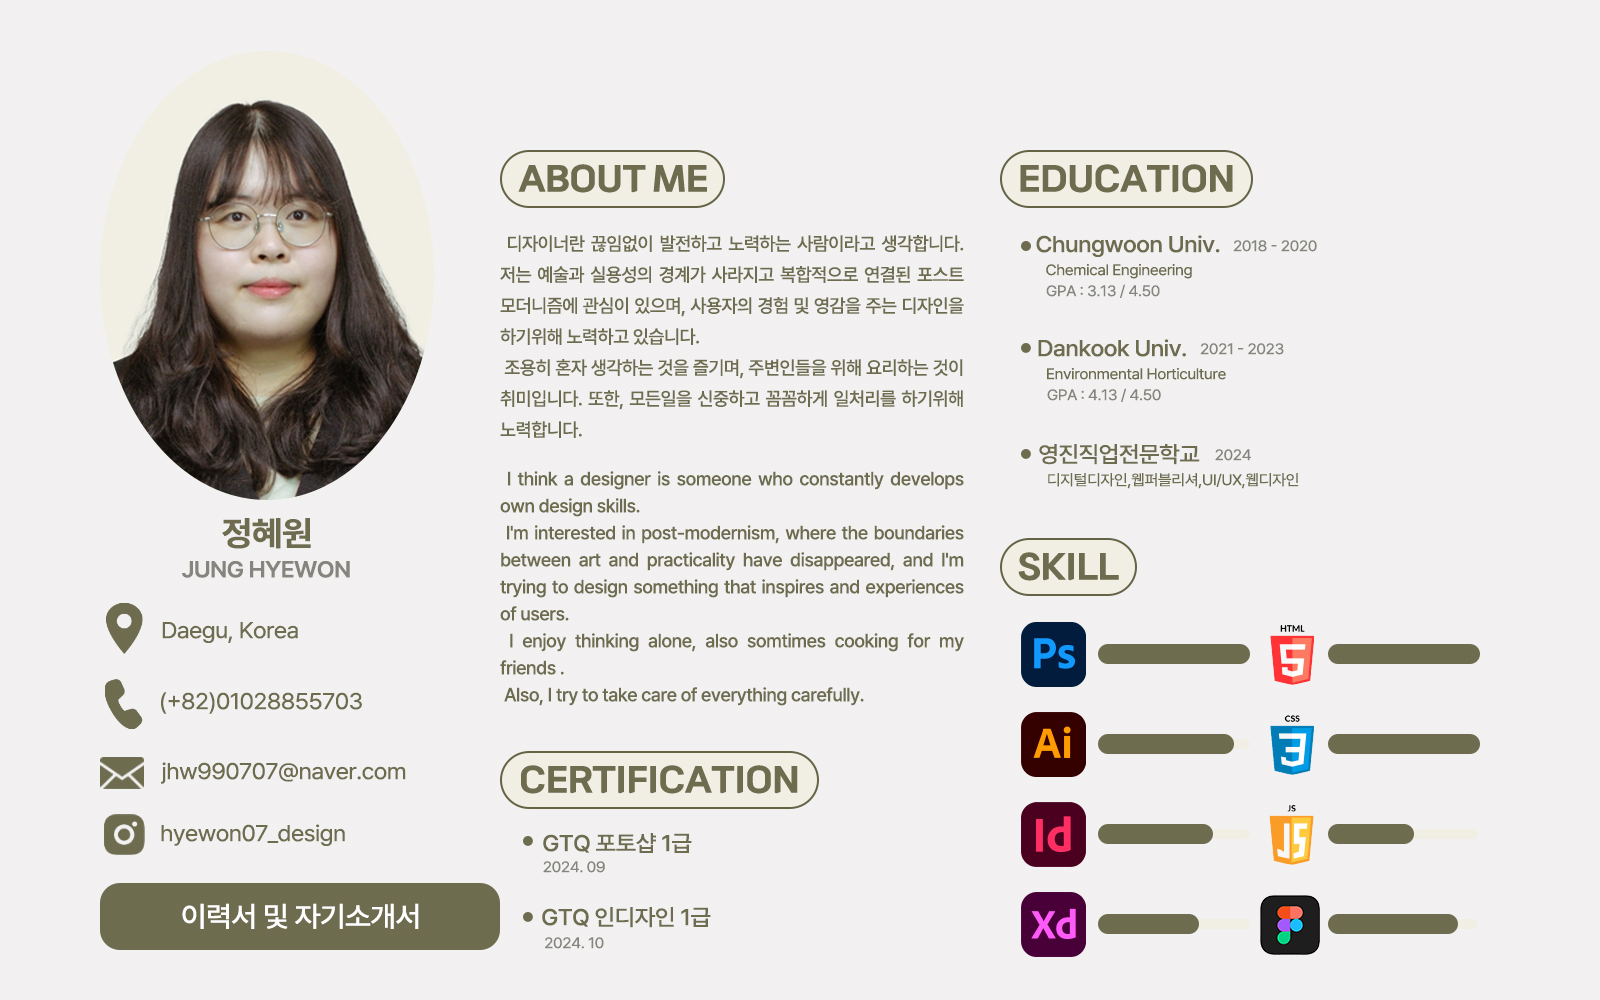 정혜원
JUNG HYEWON
Daegu, Korea
(+82)01028855703
jhw990707@naver.com
hyewon07_design
이력서 및 자기소개서
ABOUT ME
디자이너란 끊임없이 발전하고 노력하는 사람이라고 생각합니다.
저는 예술과 실용성의 경계가 사라지고 복합적으로 연결된 포스트
모더니즘에 관심이 있으며, 사용자의 경험 및 영감을 주는 디자인을
하기위해 노력하고 있습니다.
조용히 혼자 생각하는 것을 즐기며, 주변인들을 위해 요리하는 것이
취미입니다. 또한, 모든일을 신중하고 꼼꼼하게 일처리를 하기위해
노력합니다.
I think a designer is someone who constantly develops
own design skills.
I'm interested in post-modernism, where the boundaries
between art and practicality have disappeared, and I'm
trying to design something that inspires and experiences
of users.
I enjoy thinking alone, also somtimes cooking for my
friends .
Also, I try to take care of everything carefully.
CERTIFICATION
GTQ 포토샵 1급
2024. 09
GTQ 인디자인 1급
2024. 10
EDUCATION
Chungwoon Univ. 2018 - 2020
Chemical Engineering
GPA : 3.13 / 4.50
Dankook Univ. 2021 - 2023
Environmental Horticulture
GPA : 4.13 / 4.50
영진직업전문학교 2024
디지털디자인,웹퍼블리셔,UI/UX,웹디자인
SKILL
Ps
HTML
5
Ai
CSS
3
Id
JS
JS
Xd